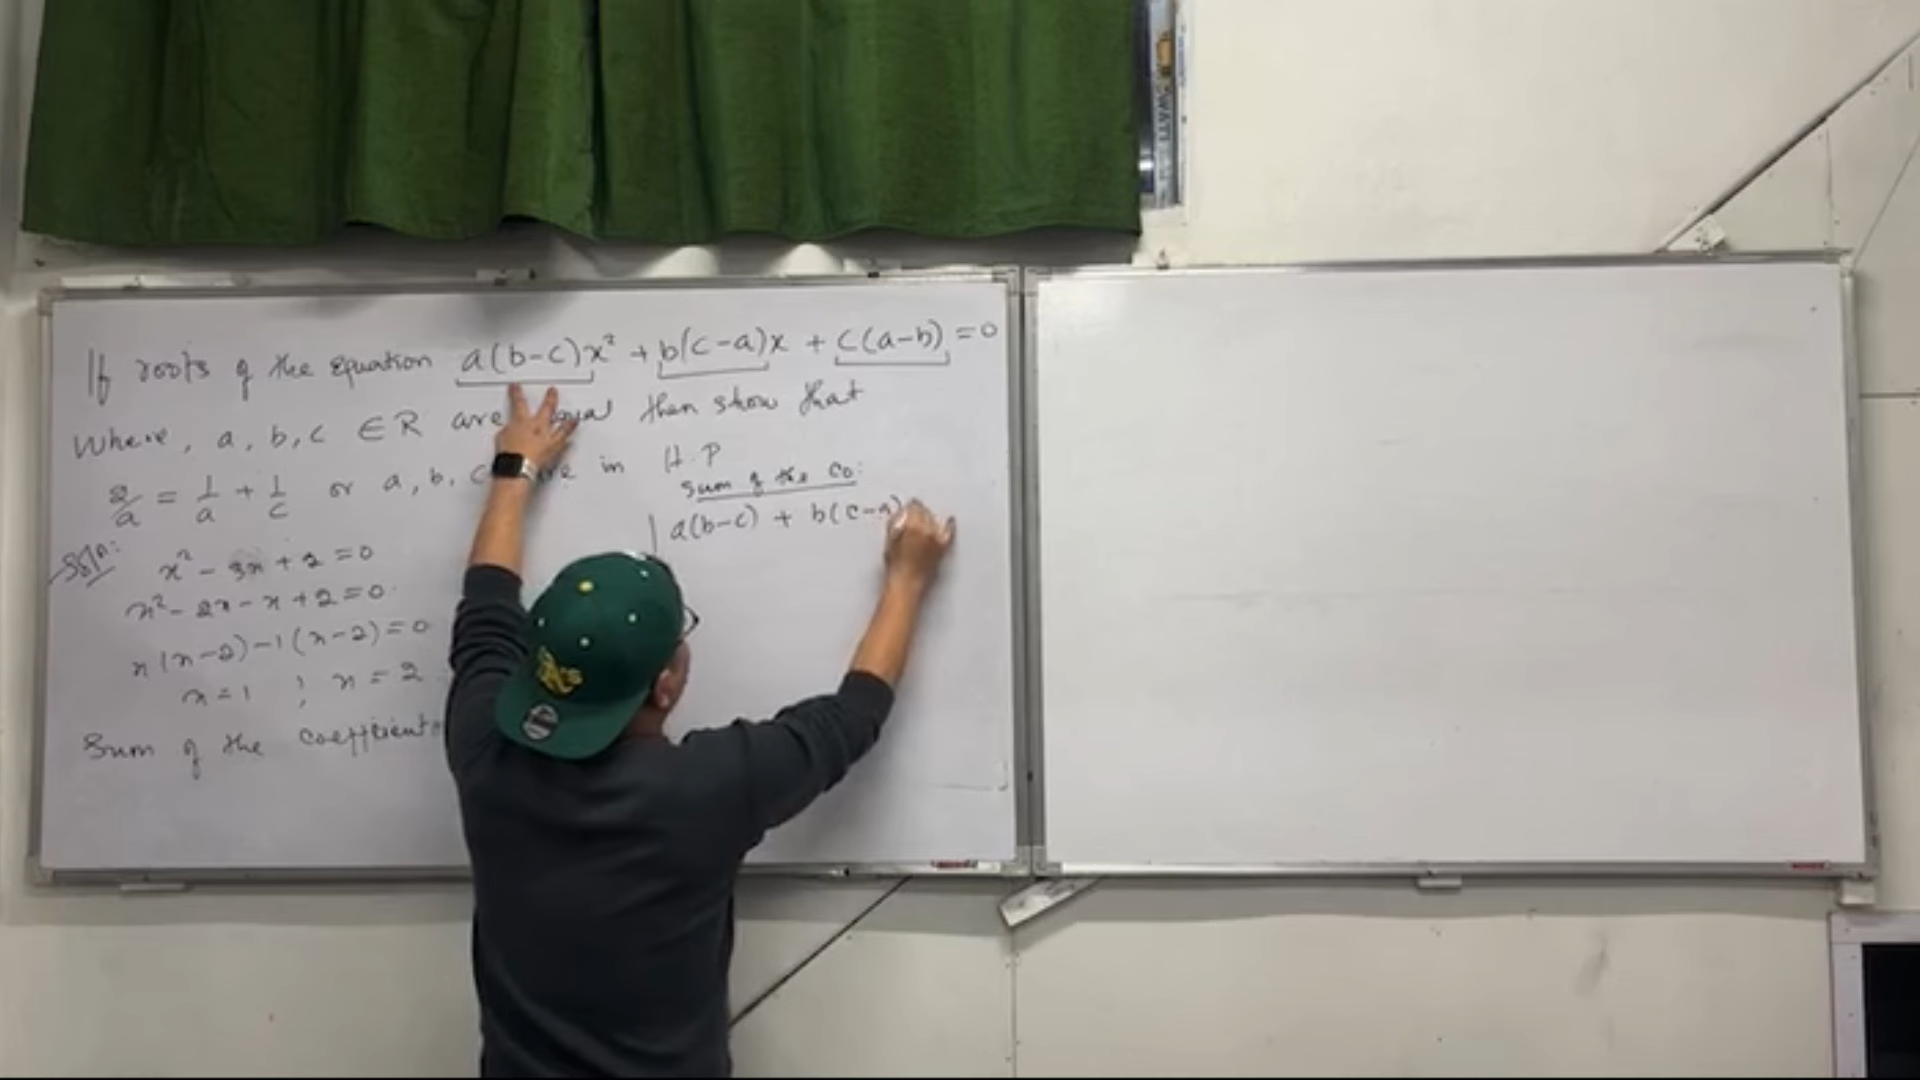 If roots of the equation a(b-c)x² + b(c-a)x + c(a-b) = 0
Where, a, b, c ∈ R are equal then show that
2/a = 1/a + 1/c or a, b, c are in H.P
Sum of the co:
a(b-c) + b(c-a)
Sol^n:
x² - 3x + 2 = 0
x² - 2x - x + 2 = 0
x(x-2) - 1(x-2) = 0
x = 1 ; x = 2
Sum of the coefficients